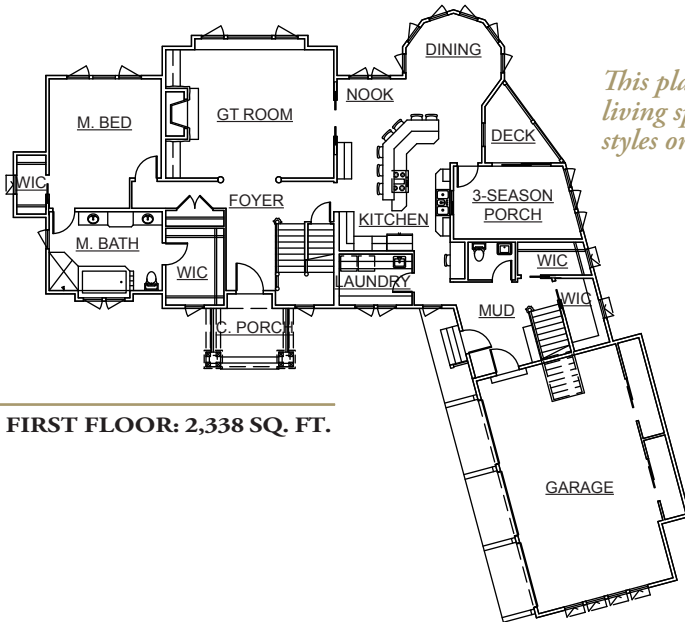 DINING
This pla
living sp
styles on
NOOK
GT ROOM
M. BED
DECK
WIC
3-SEASON
PORCH
FOYER
KITCHEN
M. BATH
WIC
WIC
LAUNDRY
WIC
MUD
C. PORCH
FIRST FLOOR: 2,338 SQ. FT.
GARAGE